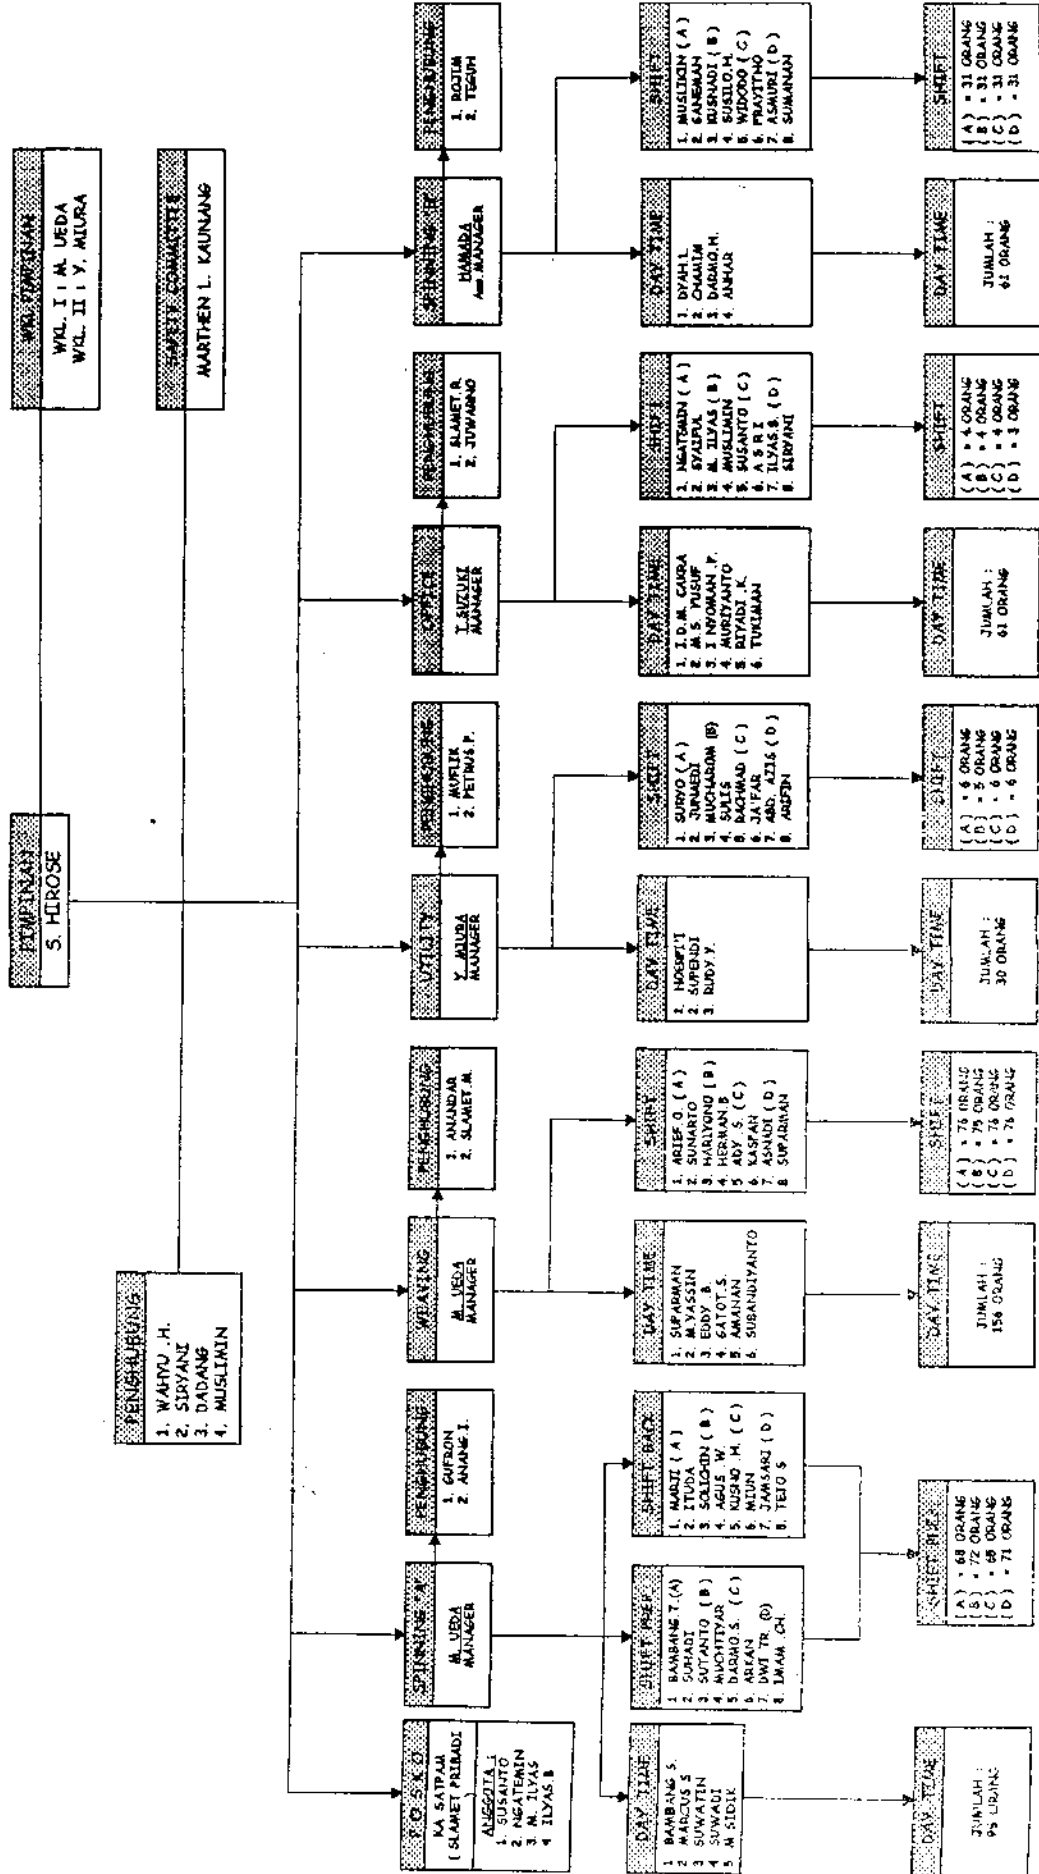 PIMPINAN
S. HIROSE
WKL. PIMPINAN
WKL. I : M. UEDA
WKL. II : Y. MIURA
PENGHUBUNG
1. WAHYU .H.
2. SIRYANI
3. DADANG
4. MUSLIMIN
SAFETY COMMITTE
MARTHEN L. KAUNANG
P O S K O
KA SATPAM
( SLAMET PRIBADI
ANGGOTA :
1. SUSANTO
2. NGATEMIN
3. M. ILYAS
4 ILYAS.B
SPINNING "A"
M. UEDA
MANAGER
PENGHUBUNG
1. GUFRON
2. ANANG.I.
WEAVING
M. UEDA
MANAGER
PENGHUBUNG
1. ANANDAR
2. SLAMET.M.
UTILITY
Y. MIURA
MANAGER
PENGHUBUNG
1. MUFLIK
2. PETRUS.P.
OFFICE
T.SUZUKI
MANAGER
PENGHUBUNG
1. SLAMET.R.
2. JUWARNO
SPINNING
HAMADA
Ass. MANAGER
PENGHUBUNG
1. ROJIM
2. TEGUH
DAY TIME
1 BAMBANG S.
2 MARCUS S
3 SUWATIN
4 SUWADI
5 M SIDIK
SHIFT PREP
1 BAMBANG T.(A)
2. SUHADI
3 SUTANTO ( B )
4 MUCHTIYAR
5. DARMO.S. ( C )
6 ARKAN
7 DWI TR. (D)
8 IMAM .CH.
SHIFT BACK
1 MARJI ( A )
2 ITUDA
3 SOLICHIN ( B )
4 AGUS .W.
5 KUSNO .H. ( C )
6 MIUN
7 JAMSARI ( D )
8 TEJO S
DAY TIME
1 SUPARMAN
2 M.YASSIN
3 EDDY .B.
4 GATOT.S.
5 AMANAN
6 SUBANDIYANTO
SHIFT
1. ARIEF.O. ( A )
2. SUNARTO
3. HARIYONO ( B )
4. HERMAN.B
5 ADY .S. ( C )
6 KASPAN
7 ASNADI ( D )
8 SUPARMAN
DAY TIME
2. SUPENDI
3. RUDY.Y.
SHIFT
1. SURYO ( A )
2. JUNAEDI
3. MUCHAROM (B)
4. SULIS
5. RACHMAD ( C )
6. JA'FAR
7. ABD. AZIS ( D )
8. ARIFIN
DAY TIME
1. I.D.M. CAKRA
2. M.S. YUSUF
3. I NYOMAN .P.
4. MURIYANTO
5. RIYADI .K.
6. TUKIMAN
SHIFT
1. NGATEMIN ( A )
2. SYAIFUL
3. M. ILYAS ( B )
4. MUSLIMIN
5. SUSANTO ( C )
6. A S R I
7. ILYAS.B. ( D )
8. SIRYANI
DAY TIME
1. DYAH.L.
2. CHAMIM
3. DARMO.H.
4. ANHAR
SHIFT
1. MUSLIKIN ( A )
2. SANEMAN
3. KUSNADI ( B )
4. SUSILO.H.
5. WIDODO ( C )
6. PRAYITNO
7. ASMURI ( D )
8. SUMANAN
DAY TIME
JUMLAH :
95 ORANG
SHIFT PREP
( A ) = 68 ORANG
( B ) = 72 ORANG
( C ) = 68 ORANG
( D ) = 71 ORANG
DAY TIME
JUMLAH :
156 ORANG
SHIFT
( A ) = 76 ORANG
( B ) = 75 ORANG
( C ) = 76 ORANG
( D ) = 76 ORANG
DAY TIME
JUMLAH :
30 ORANG
SHIFT
( A ) = 6 ORANG
( B ) = 5 ORANG
( C ) = 6 ORANG
( D ) = 6 ORANG
DAY TIME
JUMLAH :
61 ORANG
SHIFT
( A ) = 4 ORANG
( B ) = 4 ORANG
( C ) = 4 ORANG
( D ) = 3 ORANG
DAY TIME
JUMLAH :
62 ORANG
SHIFT
( A ) = 31 ORANG
( B ) = 31 ORANG
( C ) = 31 ORANG
( D ) = 31 ORANG